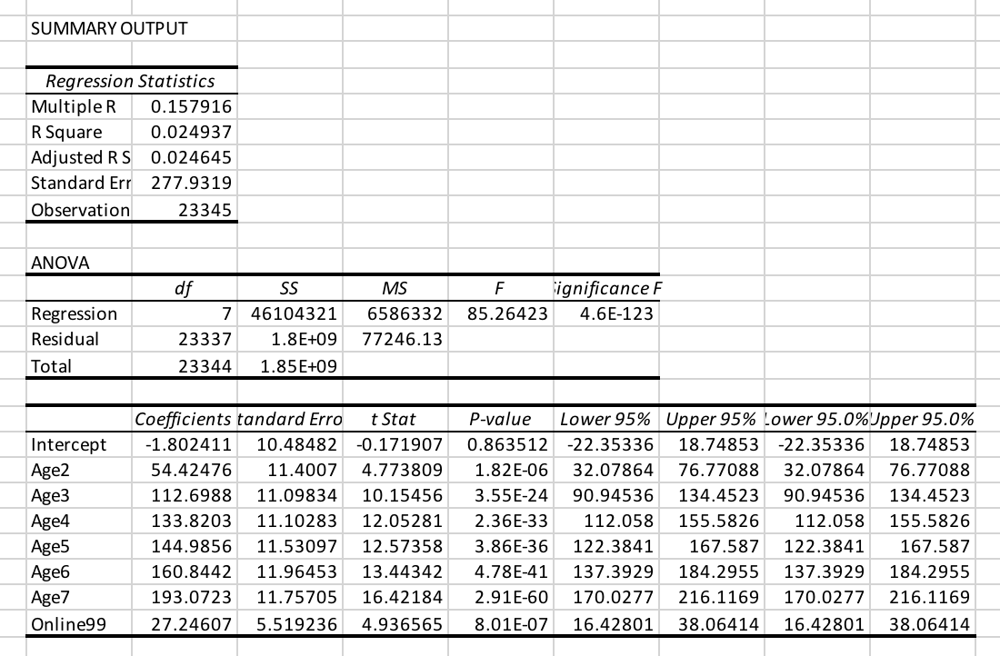 SUMMARY OUTPUT
Regression Statistics
Multiple R 0.157916
R Square 0.024937
Adjusted R S 0.024645
Standard Err 277.9319
Observation 23345
ANOVA
df SS MS F ignificance F
Regression 7 46104321 6586332 85.26423 4.6E-123
Residual 23337 1.8E+09 77246.13
Total 23344 1.85E+09
Coefficients tandard Erro t Stat P-value Lower 95% Upper 95% Lower 95.0% Upper 95.0%
Intercept -1.802411 10.48482 -0.171907 0.863512 -22.35336 18.74853 -22.35336 18.74853
Age2 54.42476 11.4007 4.773809 1.82E-06 32.07864 76.77088 32.07864 76.77088
Age3 112.6988 11.09834 10.15456 3.55E-24 90.94536 134.4523 90.94536 134.4523
Age4 133.8203 11.10283 12.05281 2.36E-33 112.058 155.5826 112.058 155.5826
Age5 144.9856 11.53097 12.57358 3.86E-36 122.3841 167.587 122.3841 167.587
Age6 160.8442 11.96453 13.44342 4.78E-41 137.3929 184.2955 137.3929 184.2955
Age7 193.0723 11.75705 16.42184 2.91E-60 170.0277 216.1169 170.0277 216.1169
Online99 27.24607 5.519236 4.936565 8.01E-07 16.42801 38.06414 16.42801 38.06414